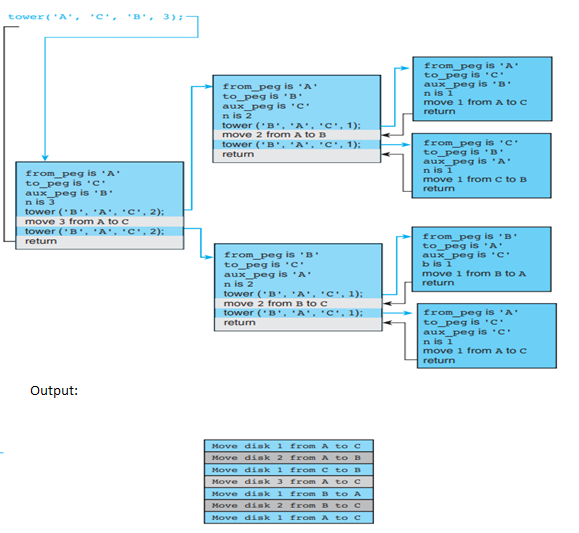 tower('A', 'C', 'B', 3);
from_peg is 'A'
to_peg is 'C'
aux_peg is 'B'
n is 3
tower ('B', 'A', 'C', 2);
move 3 from A to C
tower ('B', 'A', 'C', 2);
return
from_peg is 'A'
to_peg is 'B'
aux_peg is 'C'
n is 2
tower ('B', 'A', 'C', 1);
move 2 from A to B
tower ('B', 'A', 'C', 1);
return
from_peg is 'A'
to_peg is 'C'
aux_peg is 'B'
n is 1
move 1 from A to C
return
from_peg is 'C'
to_peg is 'B'
aux_peg is 'A'
n is 1
move 1 from C to B
return
from_peg is 'B'
to_peg is 'C'
aux_peg is 'A'
n is 2
tower ('B', 'A', 'C', 1);
move 2 from B to C
tower ('B', 'A', 'C', 1);
return
from_peg is 'B'
to_peg is 'A'
aux_peg is 'C'
b is 1
move 1 from B to A
return
from_peg is 'A'
to_peg is 'C'
aux_peg is 'C'
n is 1
move 1 from A to C
return
Output:
Move disk 1 from A to C
Move disk 2 from A to B
Move disk 1 from C to B
Move disk 3 from A to C
Move disk 1 from B to A
Move disk 2 from B to C
Move disk 1 from A to C